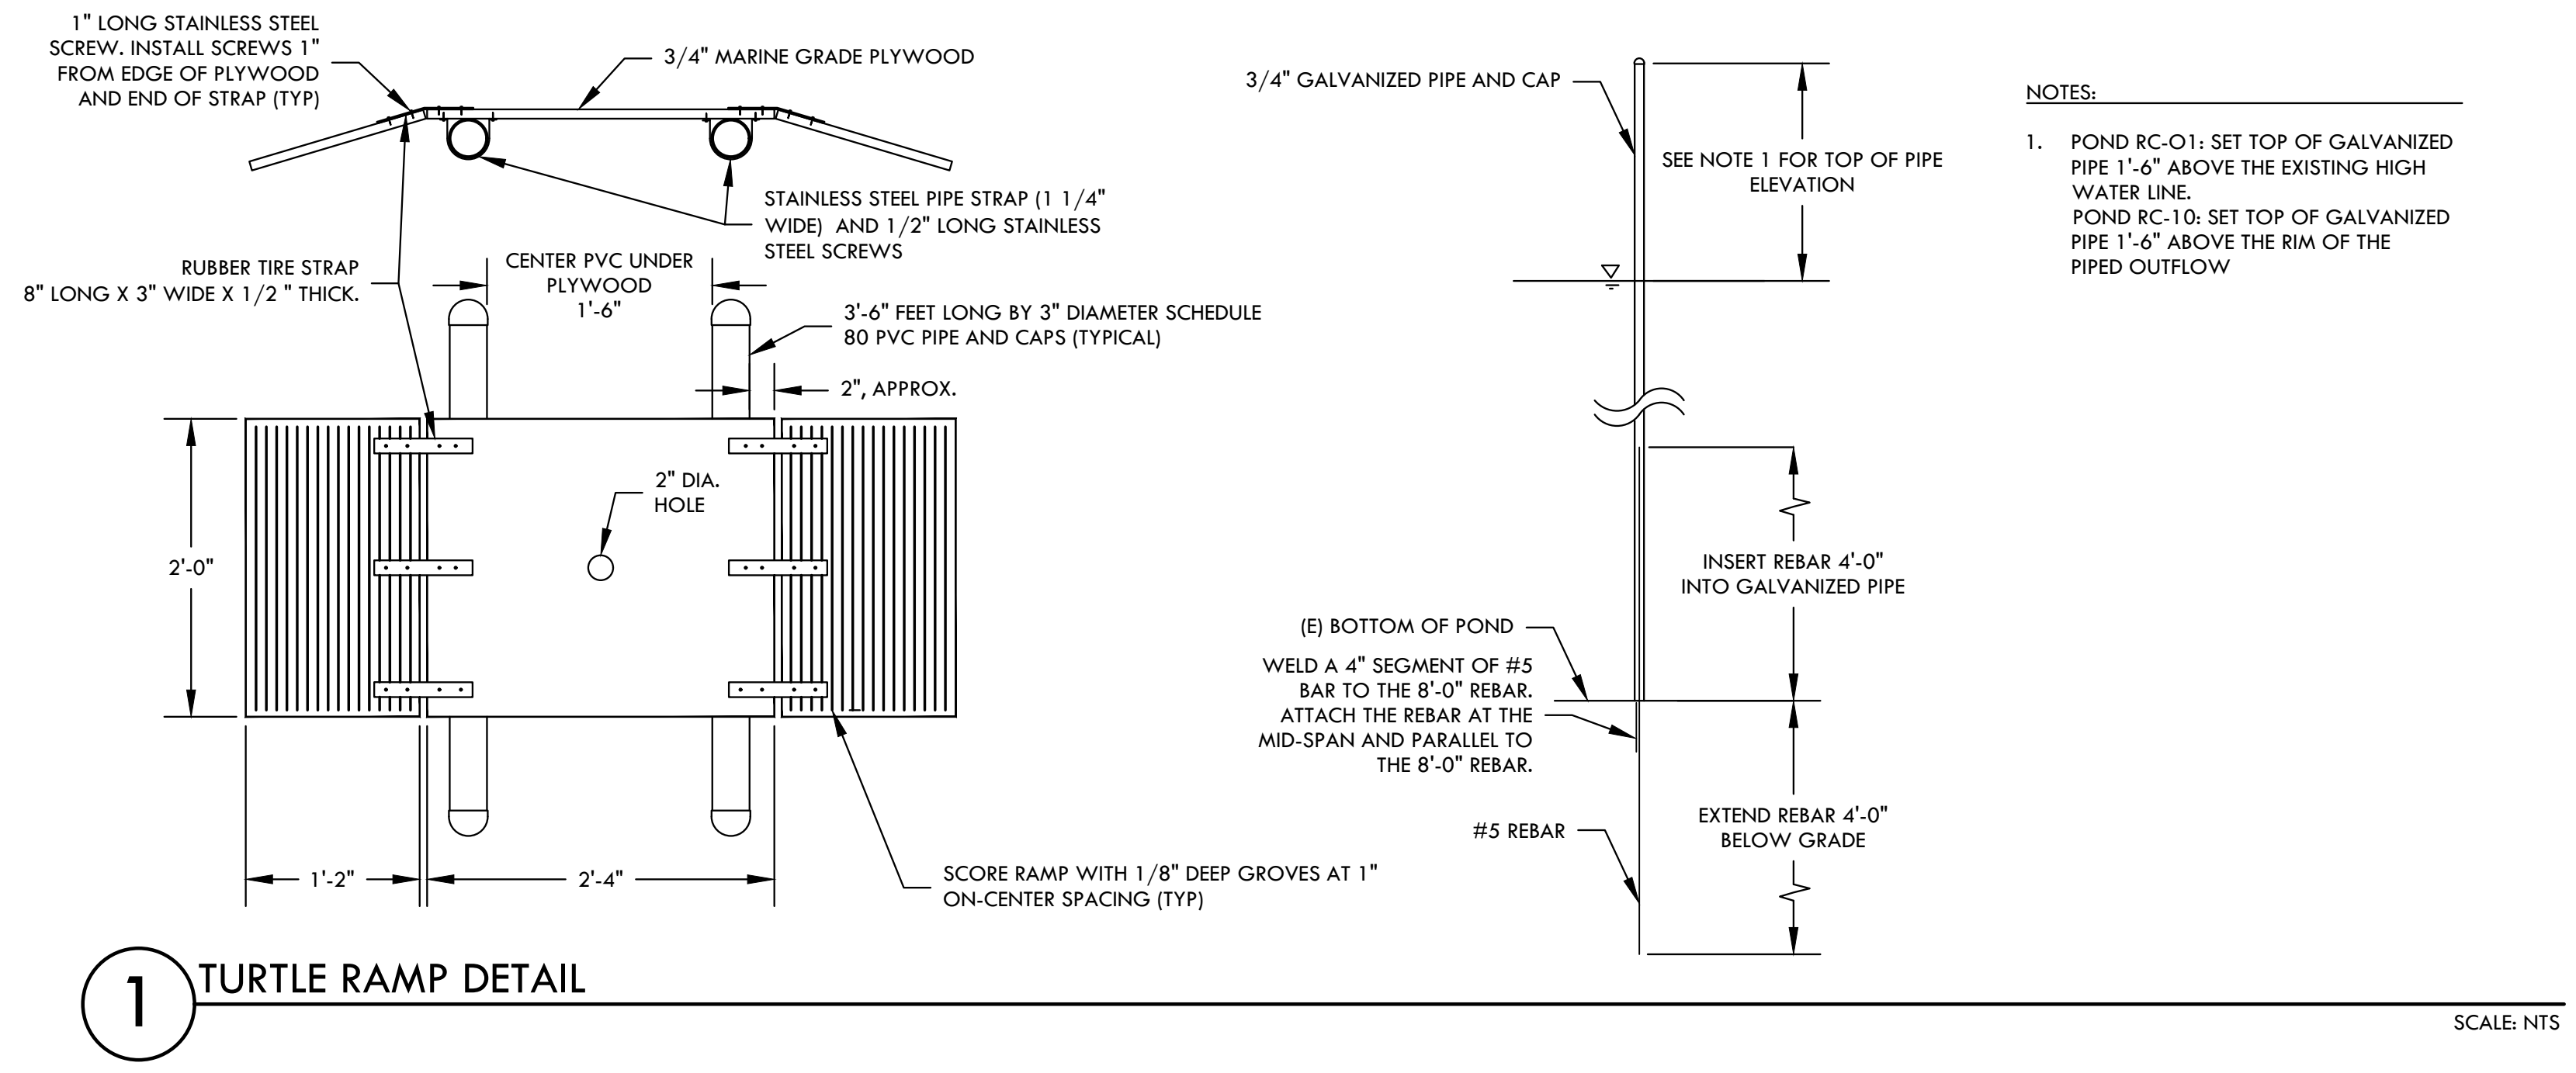 1" LONG STAINLESS STEEL
SCREW. INSTALL SCREWS 1"
FROM EDGE OF PLYWOOD
AND END OF STRAP (TYP)
3/4" MARINE GRADE PLYWOOD
STAINLESS STEEL PIPE STRAP (1 1/4"
WIDE)  AND 1/2" LONG STAINLESS
STEEL SCREWS
RUBBER TIRE STRAP
8" LONG X 3" WIDE X 1/2 " THICK.
CENTER PVC UNDER
PLYWOOD
1'-6"
3'-6" FEET LONG BY 3" DIAMETER SCHEDULE
80 PVC PIPE AND CAPS (TYPICAL)
2", APPROX.
2" DIA.
HOLE
2'-0"
1'-2"
2'-4"
SCORE RAMP WITH 1/8" DEEP GROVES AT 1"
ON-CENTER SPACING (TYP)
3/4" GALVANIZED PIPE AND CAP
SEE NOTE 1 FOR TOP OF PIPE
ELEVATION
INSERT REBAR 4'-0"
INTO GALVANIZED PIPE
(E) BOTTOM OF POND
WELD A 4" SEGMENT OF #5
BAR TO THE 8'-0" REBAR.
ATTACH THE REBAR AT THE
MID-SPAN AND PARALLEL TO
THE 8'-0" REBAR.
#5 REBAR
EXTEND REBAR 4'-0"
BELOW GRADE
NOTES:
1. POND RC-O1: SET TOP OF GALVANIZED
PIPE 1'-6" ABOVE THE EXISTING HIGH
WATER LINE.
POND RC-10: SET TOP OF GALVANIZED
PIPE 1'-6" ABOVE THE RIM OF THE
PIPED OUTFLOW
1 TURTLE RAMP DETAIL
SCALE: NTS